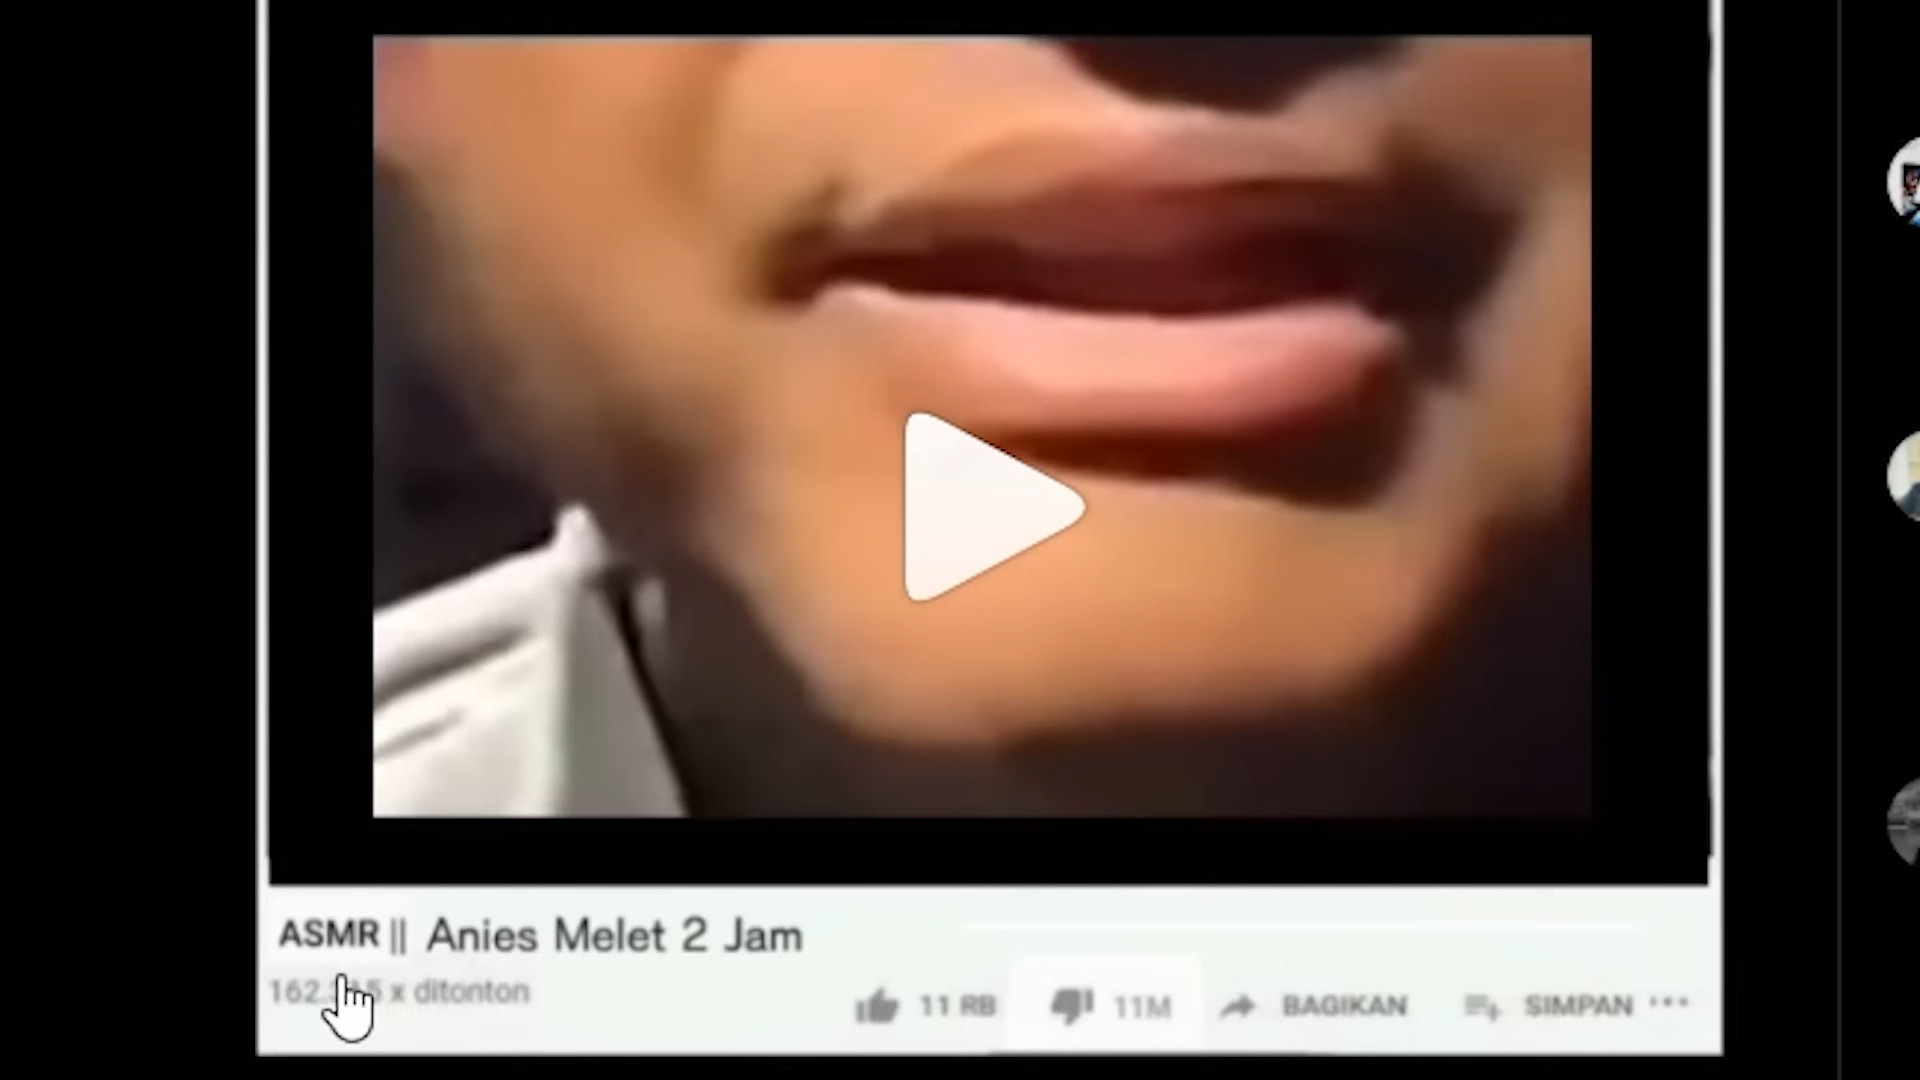 ASMR || Anies Melet 2 Jam
x ditonton
11 RB 11M BAGIKAN SIMPAN